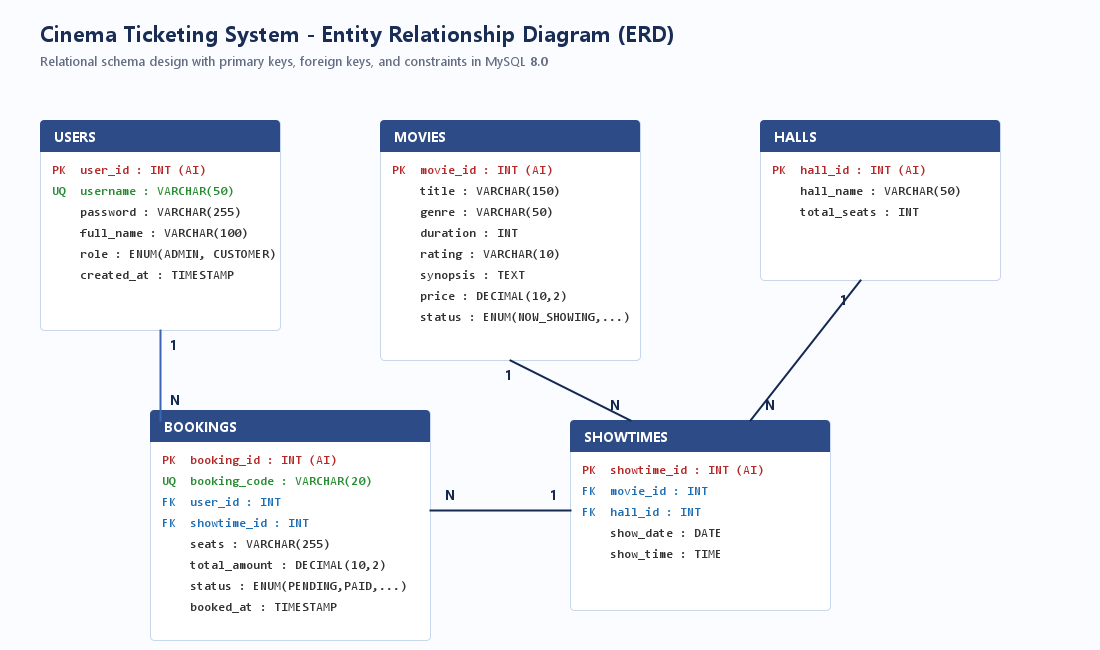 Cinema Ticketing System - Entity Relationship Diagram (ERD)
Relational schema design with primary keys, foreign keys, and constraints in MySQL 8.0
USERS
PK user_id : INT (AI)
UQ username : VARCHAR(50)
password : VARCHAR(255)
full_name : VARCHAR(100)
role : ENUM(ADMIN, CUSTOMER)
created_at : TIMESTAMP
MOVIES
PK movie_id : INT (AI)
title : VARCHAR(150)
genre : VARCHAR(50)
duration : INT
rating : VARCHAR(10)
synopsis : TEXT
price : DECIMAL(10,2)
status : ENUM(NOW_SHOWING,...)
HALLS
PK hall_id : INT (AI)
hall_name : VARCHAR(50)
total_seats : INT
1
N
1
N
1
N
BOOKINGS
PK booking_id : INT (AI)
UQ booking_code : VARCHAR(20)
FK user_id : INT
FK showtime_id : INT
seats : VARCHAR(255)
total_amount : DECIMAL(10,2)
status : ENUM(PENDING,PAID,...)
booked_at : TIMESTAMP
N 1
SHOWTIMES
PK showtime_id : INT (AI)
FK movie_id : INT
FK hall_id : INT
show_date : DATE
show_time : TIME